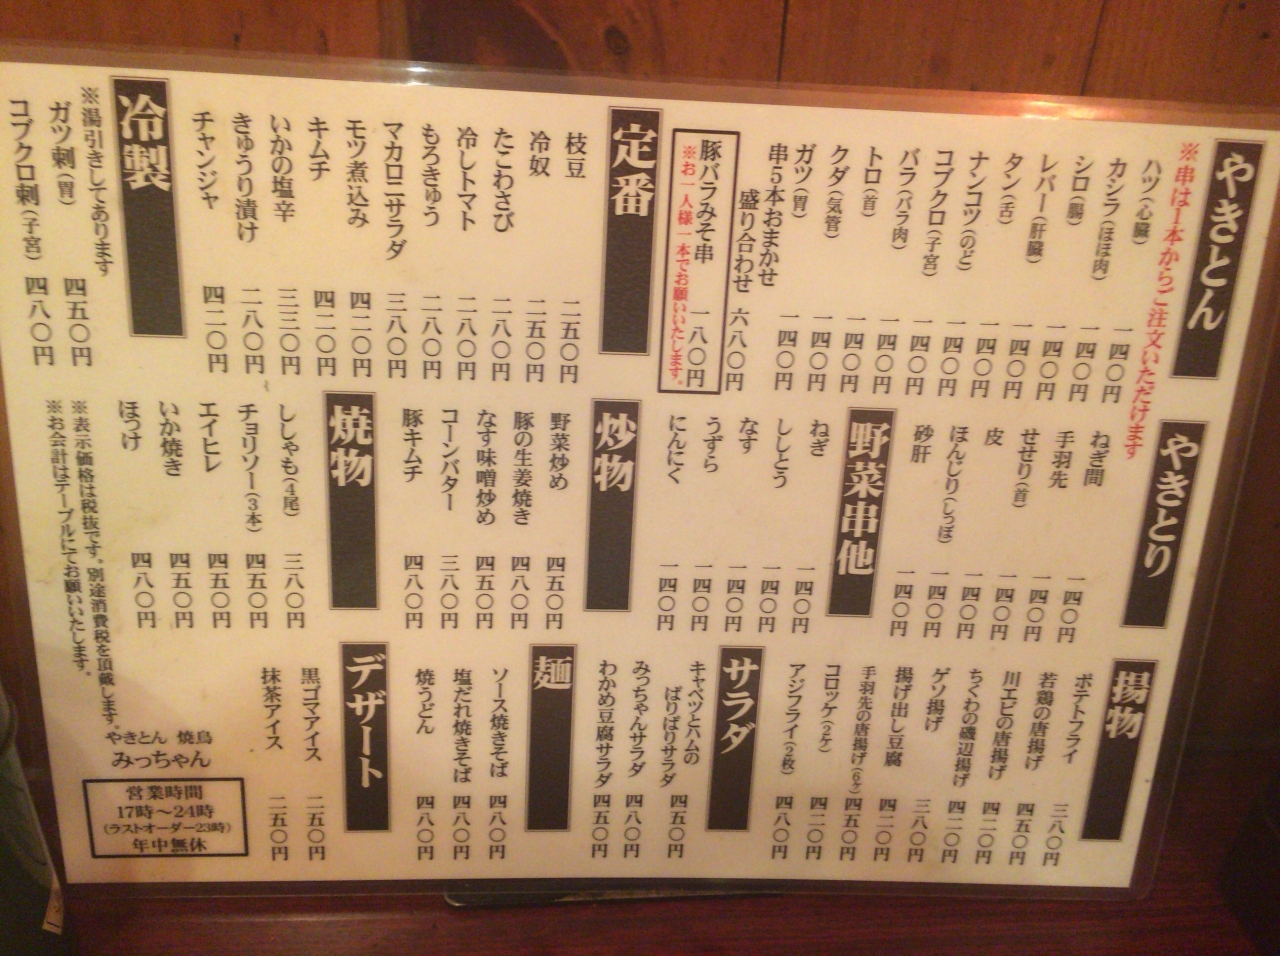 やきとん
※串は1本からご注文いただけます
ハツ(心臓) 一四〇円
カシラ(ほほ肉) 一四〇円
シロ(腸) 一四〇円
レバー(肝臓) 一四〇円
タン(舌) 一四〇円
ナンコツ(のど) 一四〇円
コブクロ(子宮) 一四〇円
バラ(バラ肉) 一四〇円
トロ(首) 一四〇円
クダ(気管) 一四〇円
ガツ(胃) 一四〇円
串5本おまかせ
盛り合わせ 六八〇円
豚バラみそ串 一八〇円
※お一人様一本でお願いいたします。
定番
枝豆 二五〇円
冷奴 二五〇円
たこわさび 二八〇円
冷しトマト 二八〇円
もろきゅう 二八〇円
マカロニサラダ 三八〇円
モツ煮込み 四二〇円
キムチ 四二〇円
いかの塩辛 三三〇円
きゅうり漬け 二八〇円
チャンジャ 四二〇円
冷製
※湯引きしてあります
ガツ刺(胃) 四五〇円
コブクロ刺(子宮) 四八〇円
やきとり
ねぎ間 一四〇円
手羽先 一四〇円
せせり(首) 一四〇円
皮 一四〇円
ほんじり(しっぽ) 一四〇円
砂肝 一四〇円
野菜串他
ねぎ 一四〇円
ししとう 一四〇円
なす 一四〇円
うずら 一四〇円
にんにく 一四〇円
炒物
野菜炒め 四五〇円
豚の生姜焼き 四八〇円
なす味噌炒め 四五〇円
コーンバター 三八〇円
豚キムチ 四八〇円
焼物
ししゃも(4尾) 三八〇円
チョリソー(3本) 四五〇円
エイヒレ 四五〇円
いか焼き 四五〇円
ほっけ 四八〇円
※表示価格は税抜です。別途消費税を頂戴します。
※お会計はテーブルにてお願いいたします。
揚物
ポテトフライ 三八〇円
若鶏の唐揚げ 四五〇円
川エビの唐揚げ 四二〇円
ちくわの磯辺揚げ 四二〇円
ゲソ揚げ 三八〇円
揚げ出し豆腐 四二〇円
手羽先の唐揚げ(6ヶ) 四五〇円
コロッケ(2ケ) 四二〇円
アジフライ(2枚) 四八〇円
サラダ
キャベツとハムの
ぱりぱりサラダ 四五〇円
みっちゃんサラダ 四八〇円
わかめ豆腐サラダ 四五〇円
麺
ソース焼きそば 四八〇円
塩だれ焼きそば 四八〇円
焼うどん 四八〇円
デザート
黒ゴマアイス 二五〇円
抹茶アイス 二五〇円
やきとん 焼鳥
みっちゃん
営業時間
17時～24時
(ラストオーダー23時)
年中無休